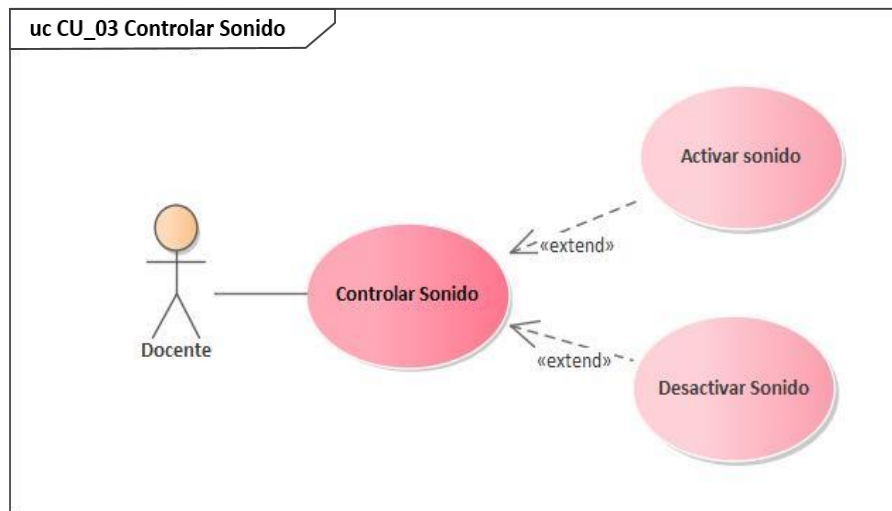 uc CU_03 Controlar Sonido
Activar sonido
«extend»
Controlar Sonido
Docente
«extend»
Desactivar Sonido